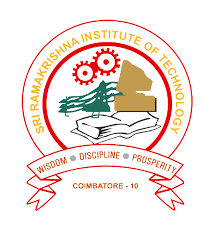 SRI RAMAKRISHNA INSTITUTE OF TECHNOLOGY
WISDOM DISCIPLINE PROSPERITY
COIMBATORE - 10